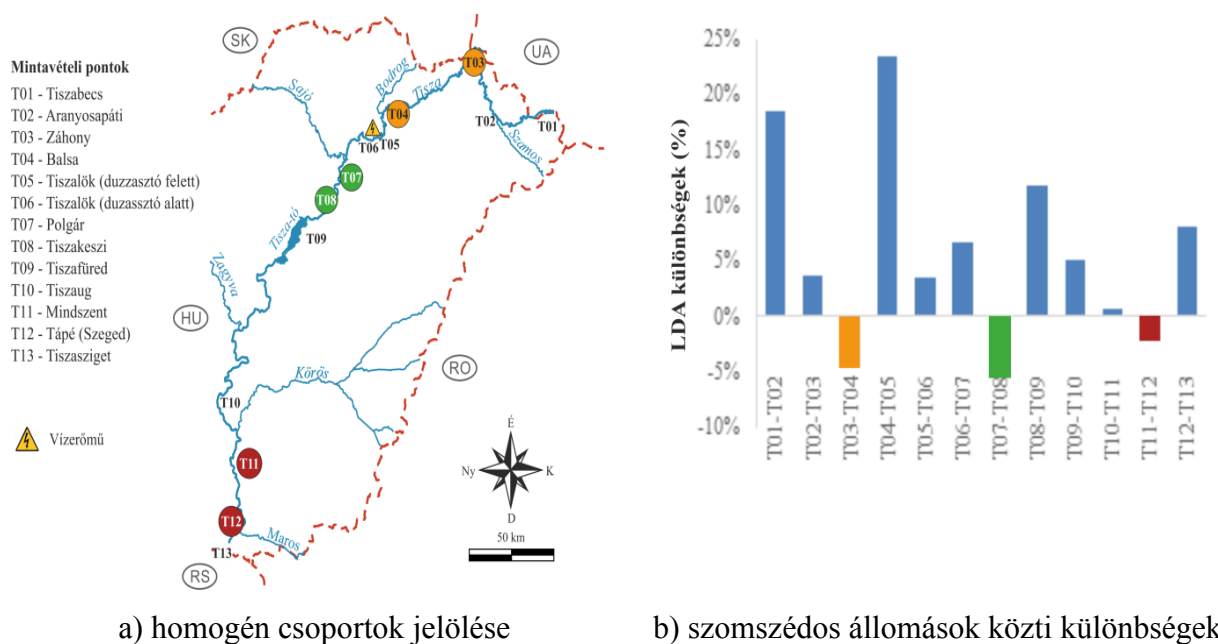 Mintavételi pontok
T01 - Tiszabecs
T02 - Aranyosapáti
T03 - Záhony
T04 - Balsa
T05 - Tiszalök (duzzasztó felett)
T06 - Tiszalök (duzassztó alatt)
T07 - Polgár
T08 - Tiszakeszi
T09 - Tiszafüred
T10 - Tiszaug
T11 - Mindszent
T12 - Tápé (Szeged)
T13 - Tiszasziget
Vízerőmű
SK
UA
HU
RO
RS
Sajó
Bodrog
Tisza
Szamos
Tisza-tó
Zagyva
Körös
Maros
T03
T04
T02
T01
T06
T05
T07
T08
T09
T10
T11
T12
T13
É
Ny
K
D
50 km
a) homogén csoportok jelölése
LDA különbségek (%)
25%
20%
15%
10%
5%
0%
-5%
-10%
T01-T02
T02-T03
T03-T04
T04-T05
T05-T06
T06-T07
T07-T08
T08-T09
T09-T10
T10-T11
T11-T12
T12-T13
b) szomszédos állomások közti különbségek